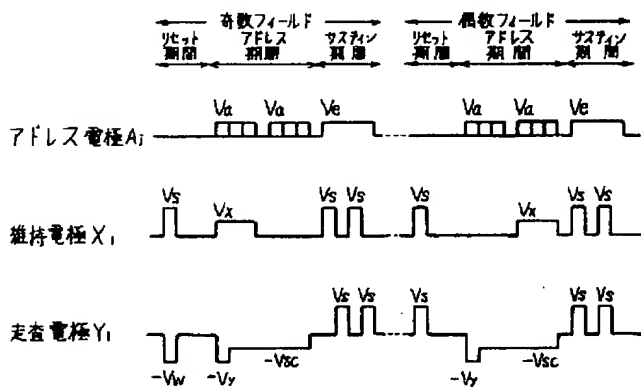 奇数フィールド 偶数フィールド
リセット期間 アドレス期間 サスティン期間 リセット期間 アドレス期間 サスティン期間
アドレス電極Aj Va Va Ve Va Va Ve
維持電極X1 Vs Vx Vs Vs Vs Vx Vs Vs
走査電極Y1 Vs Vs Vs Vs Vs
-Vw -Vy -Vsc -Vy -Vsc